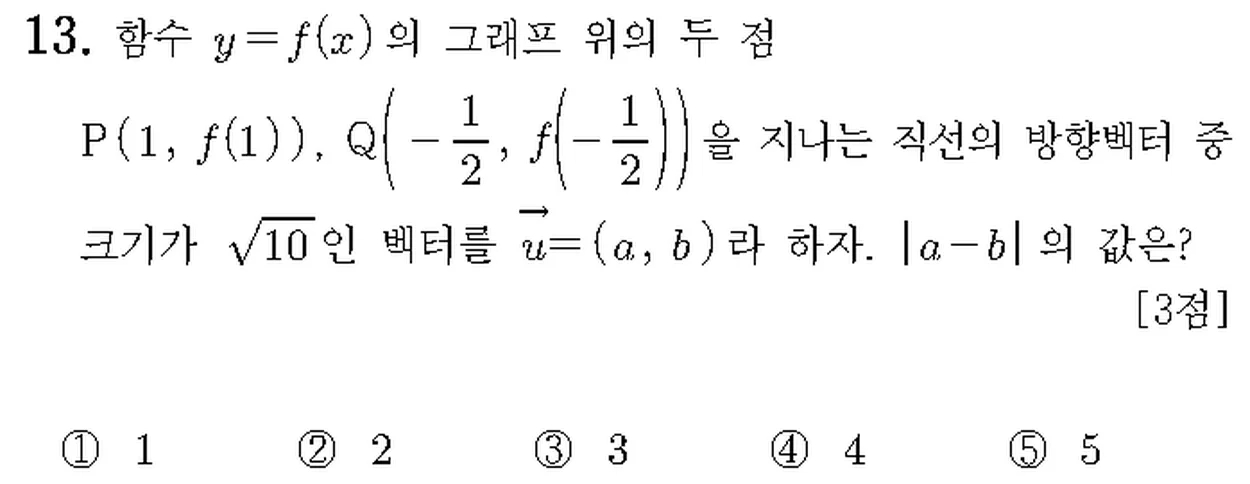 13. 함수 y=f(x)의 그래프 위의 두 점
P(1, f(1)), Q(-1/2, f(-1/2))을 지나는 직선의 방향벡터 중
크기가 √10인 벡터를 u→=(a, b)라 하자. |a-b|의 값은?
[3점]
① 1 ② 2 ③ 3 ④ 4 ⑤ 5